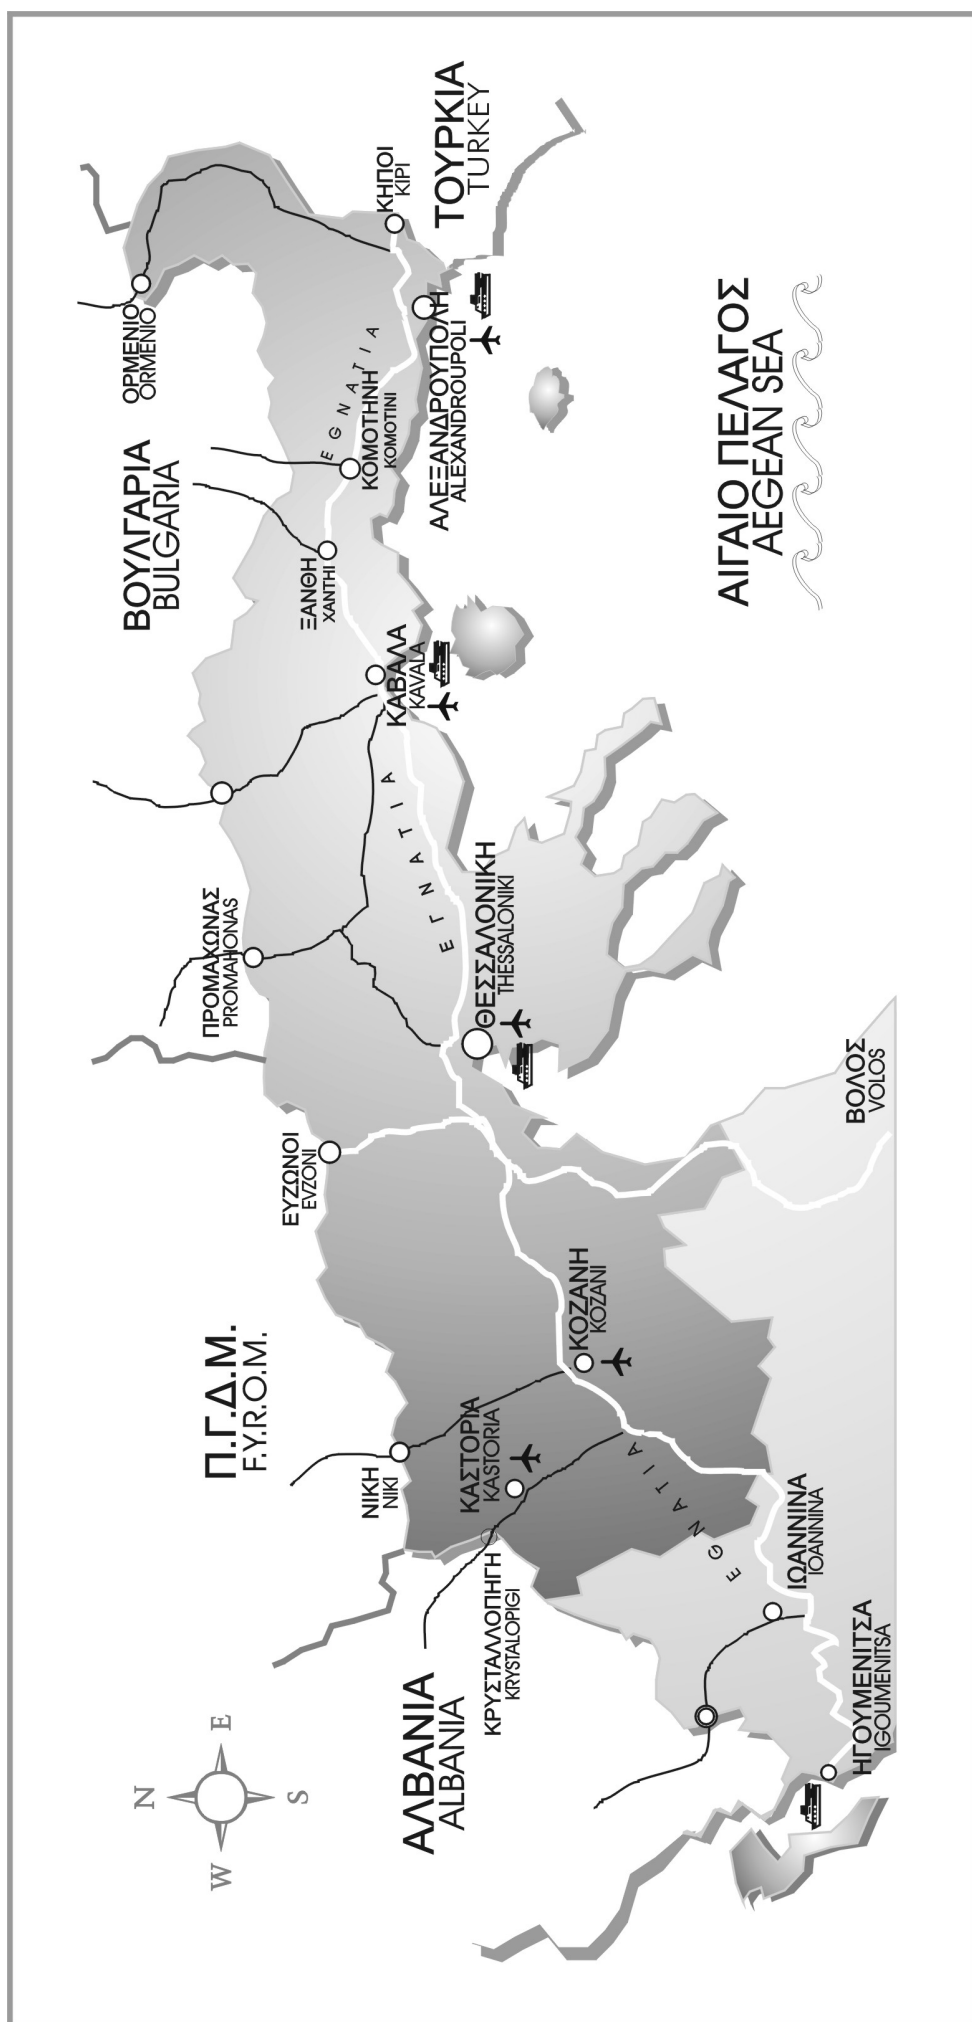 Π.Γ.Δ.Μ.
F.Y.R.O.M.
ΒΟΥΛΓΑΡΙΑ
BULGARIA
ΟΡΜΕΝΙΟ
ORMENIO
N
W
E
S
ΠΡΟΜΑΧΩΝΑΣ
PROMAHONAS
ΕΥΖΩΝΟΙ
EVZONI
ΞΑΝΘΗ
XANTHI
EGNATIA
ΚΟΜΟΤΗΝΗ
KOMOTINI
ΚΗΠΟΙ
KIPI
ΝΙΚΗ
NIKI
ΚΑΒΑΛΑ
KAVALA
ΕΓΝΑΤΙΑ
ΑΛΕΞΑΝΔΡΟΥΠΟΛΗ
ALEXANDROUPOLI
ΤΟΥΡΚΙΑ
TURKEY
ΑΛΒΑΝΙΑ
ALBANIA
ΚΡΥΣΤΑΛΛΟΠΗΓΗ
KRYSTALOPIGI
ΚΑΣΤΟΡΙΑ
KASTORIA
ΘΕΣΣΑΛΟΝΙΚΗ
THESSALONIKI
ΚΟΖΑΝΗ
KOZANI
EGNATIA
ΑΙΓΑΙΟ ΠΕΛΑΓΟΣ
AEGEAN SEA
ΙΩΑΝΝΙΝΑ
IOANNINA
ΗΓΟΥΜΕΝΙΤΣΑ
IGOUMENITSA
ΒΟΛΟΣ
VOLOS